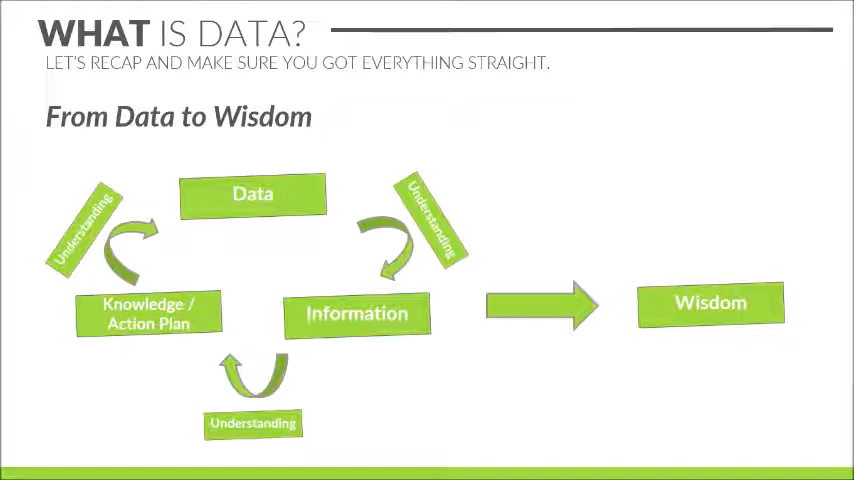 WHAT IS DATA?
LET'S RECAP AND MAKE SURE YOU GOT EVERYTHING STRAIGHT.
From Data to Wisdom
Data
Understanding
Understanding
Knowledge /
Action Plan
Information
Wisdom
Understanding